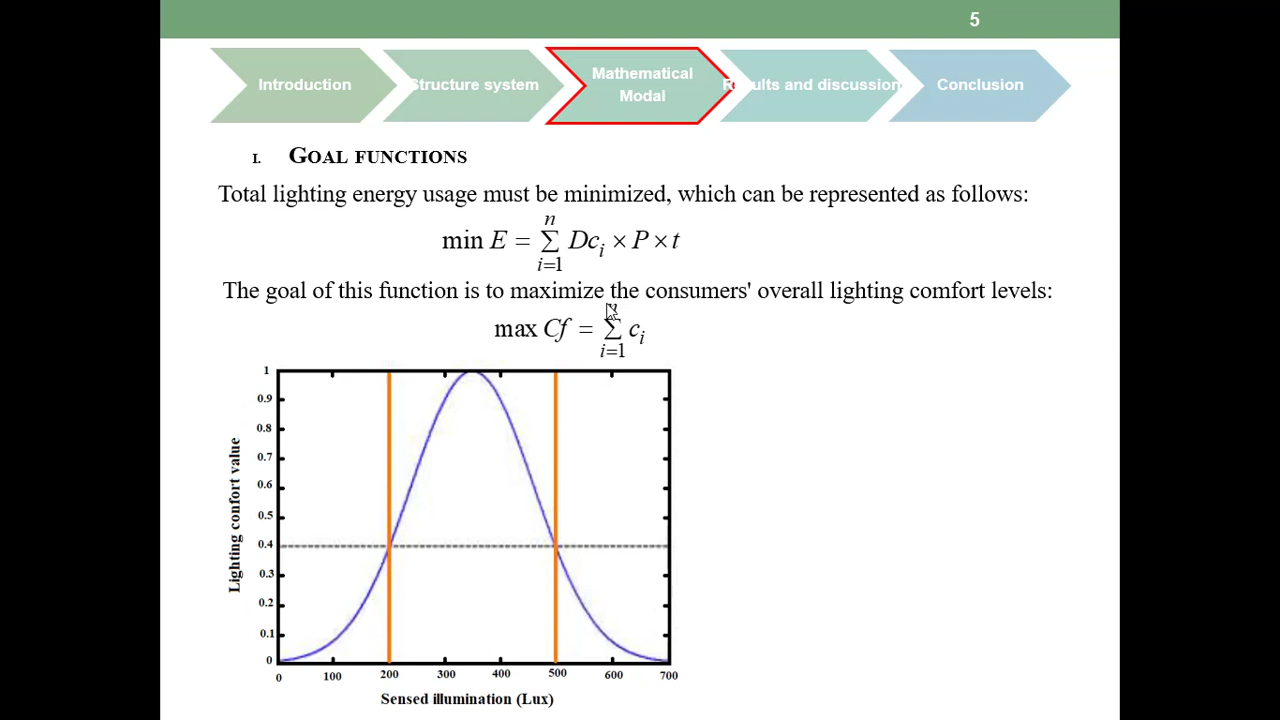 5
Introduction
Structure system
Mathematical
Modal
Results and discussion
Conclusion
I. GOAL FUNCTIONS
Total lighting energy usage must be minimized, which can be represented as follows:
n
min E = ∑ Dc_i × P × t
i=1
The goal of this function is to maximize the consumers' overall lighting comfort levels:
n
max Cf = ∑ c_i
i=1
1
0.9
0.8
0.7
0.6
0.5
0.4
0.3
0.2
0.1
0
Lighting confort value
0 100 200 300 400 500 600 700
Sensed illumination (Lux)